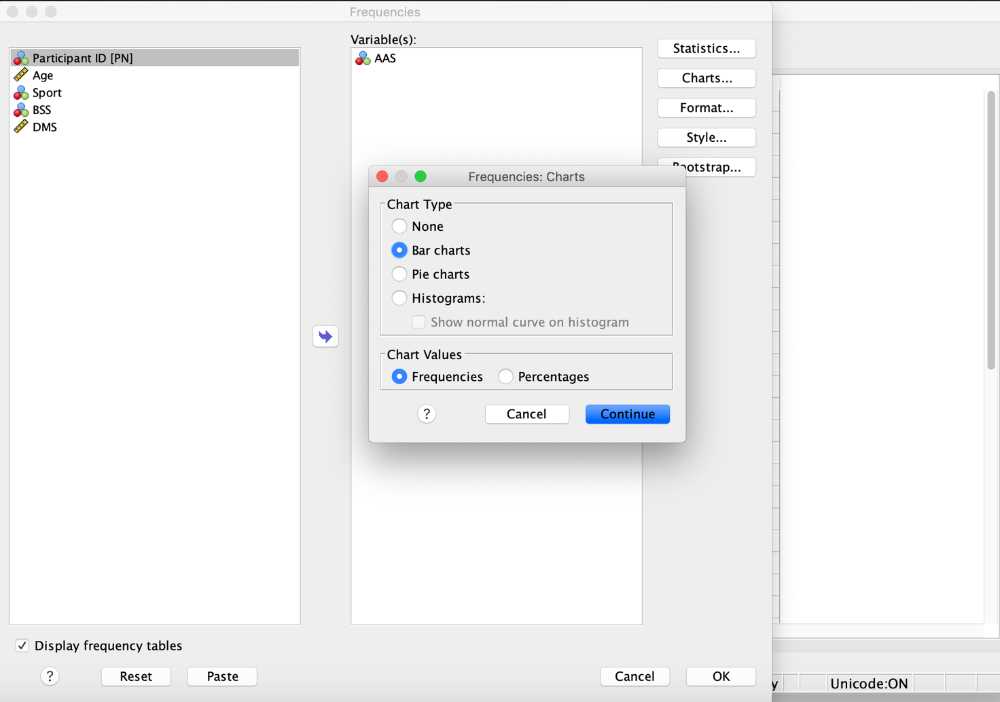 Frequencies
Variable(s):
Participant ID [PN]
Age
Sport
BSS
DMS
AAS
Statistics...
Charts...
Format...
Style...
Bootstrap...
Frequencies: Charts
Chart Type
None
Bar charts
Pie charts
Histograms:
Show normal curve on histogram
Chart Values
Frequencies Percentages
? Cancel Continue
Display frequency tables
? Reset Paste Cancel OK
y Unicode:ON